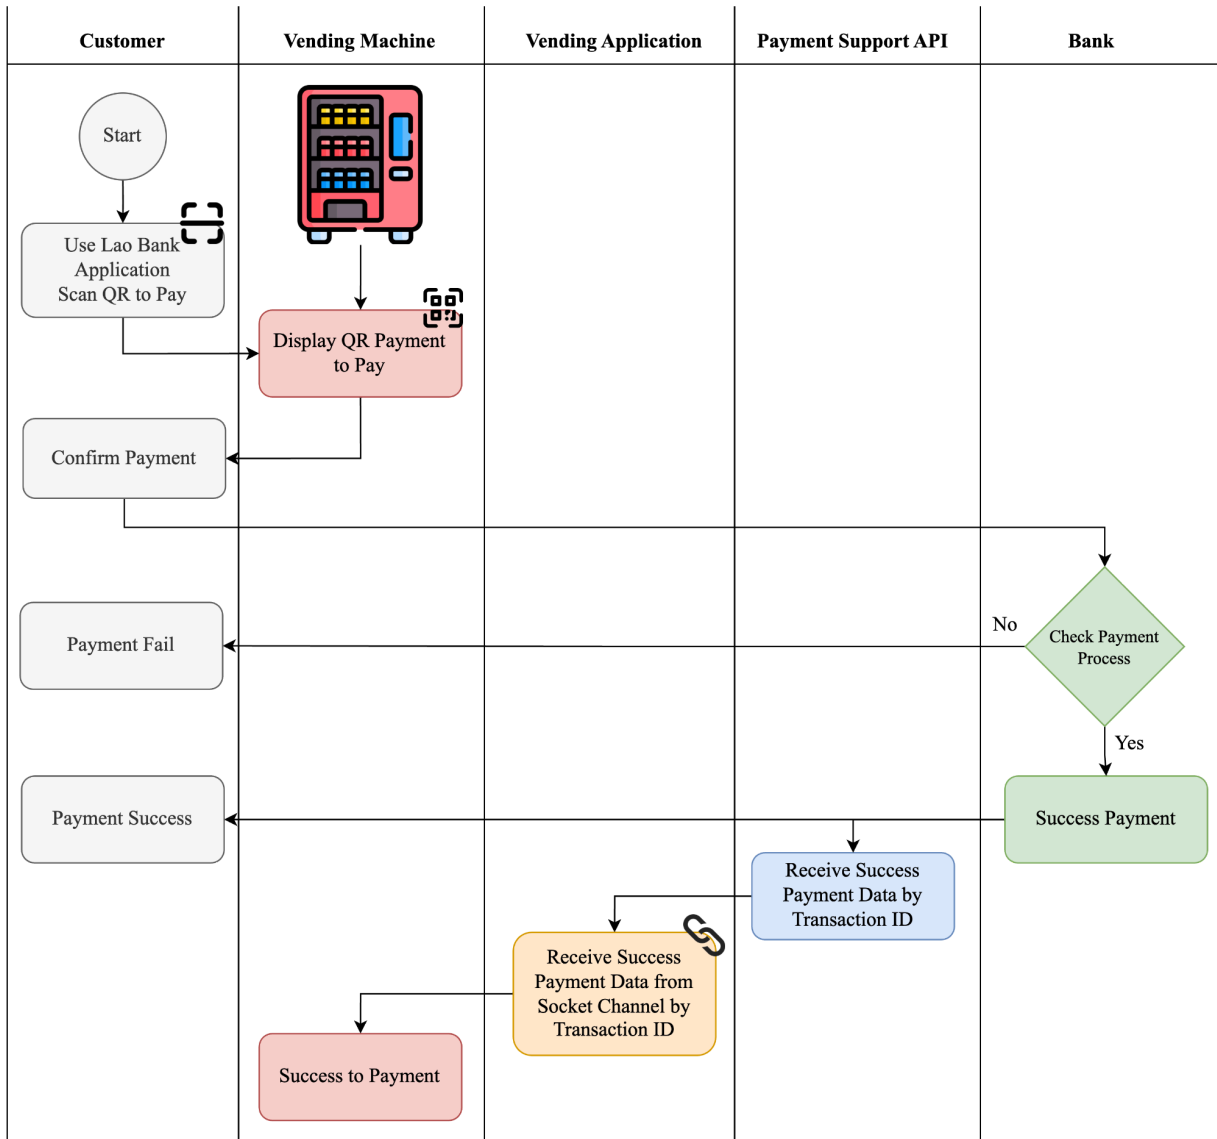 Customer
Vending Machine
Vending Application
Payment Support API
Bank
Start
Use Lao Bank
Application
Scan QR to Pay
Display QR Payment
to Pay
Confirm Payment
Check Payment
Process
No
Payment Fail
Yes
Payment Success
Success Payment
Receive Success
Payment Data by
Transaction ID
Receive Success
Payment Data from
Socket Channel by
Transaction ID
Success to Payment